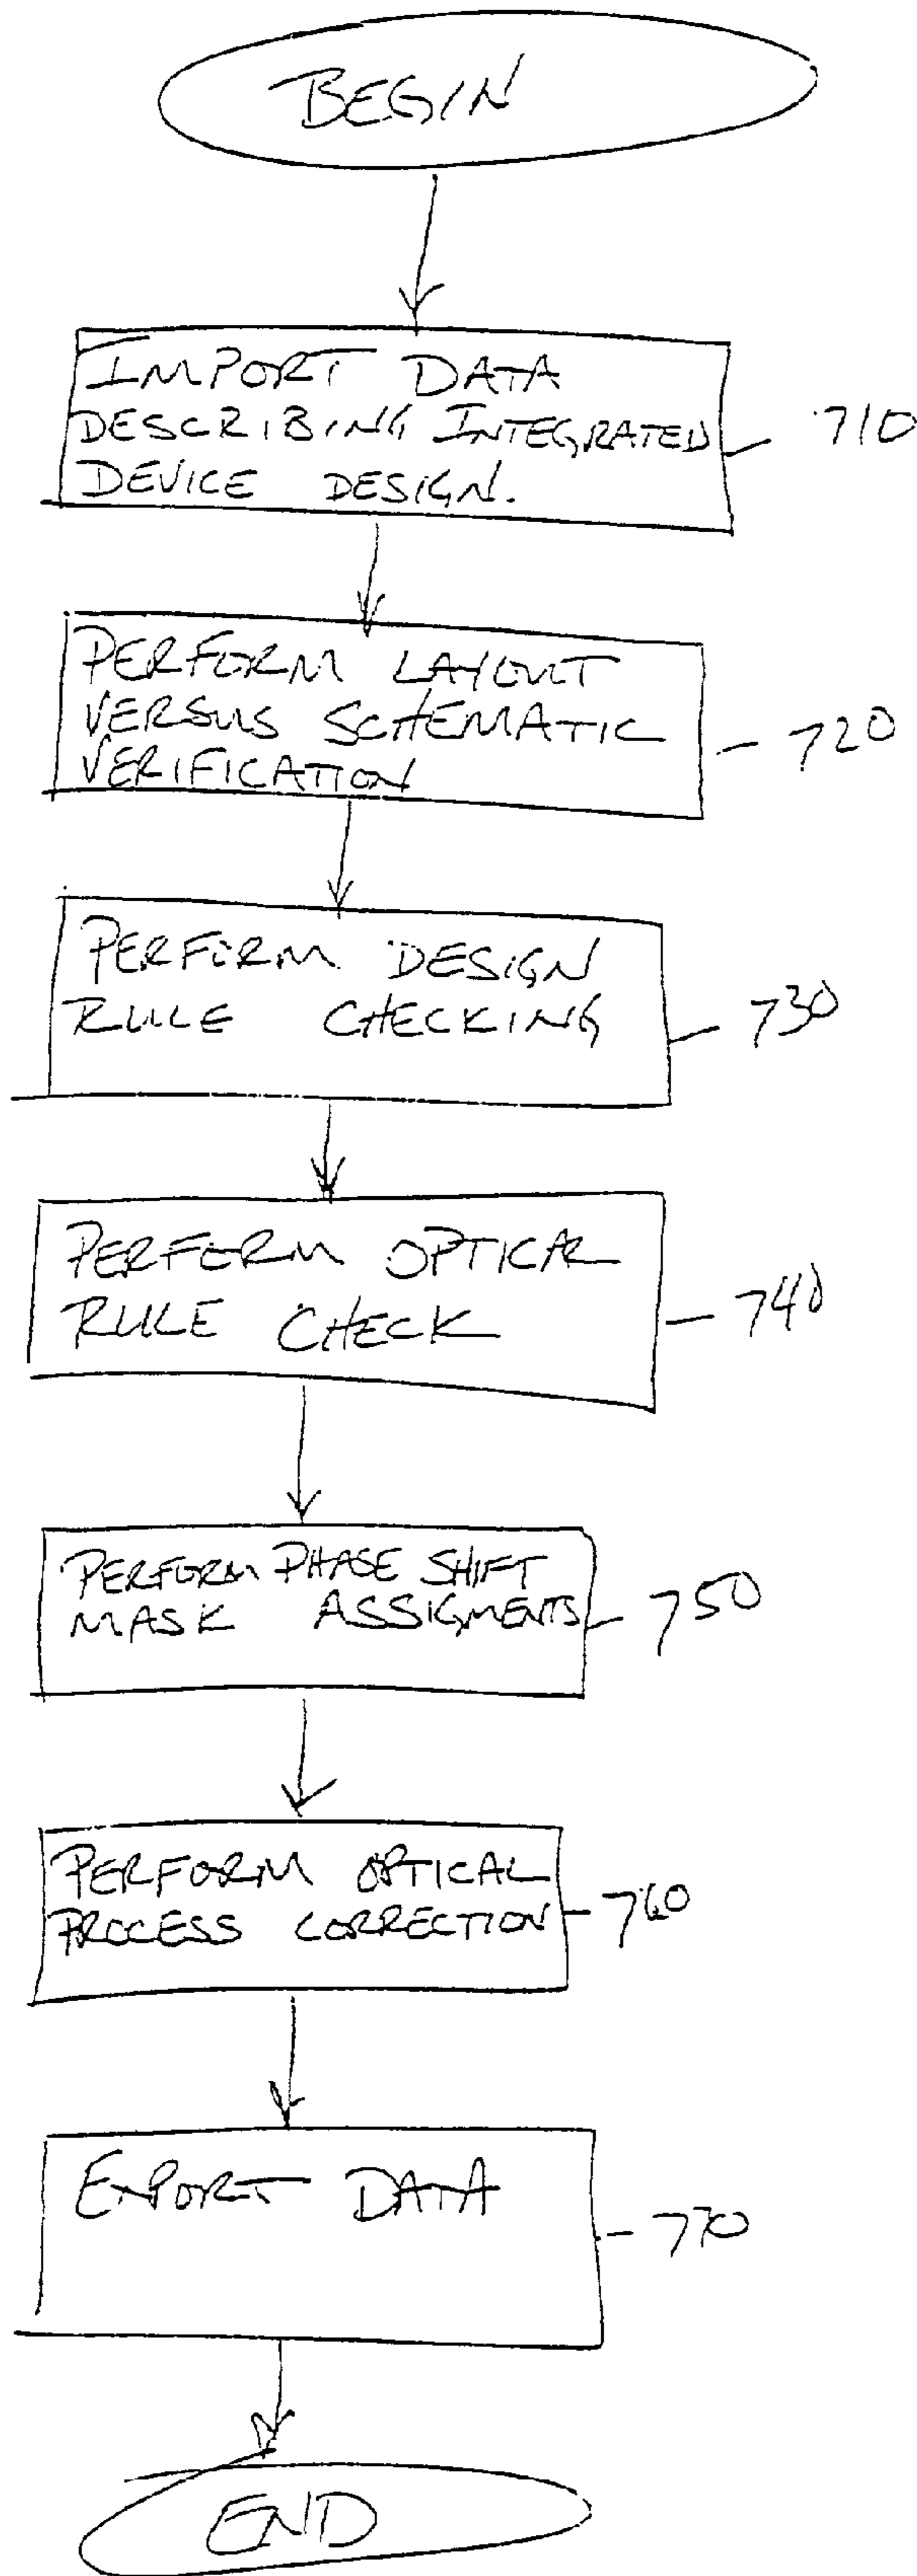 BEGIN
IMPORT DATA
DESCRIBING INTEGRATED
DEVICE DESIGN.
710
PERFORM LAYOUT
VERSUS SCHEMATIC
VERIFICATION
720
PERFORM DESIGN
RULE CHECKING
730
PERFORM OPTICAL
RULE CHECK
740
PERFORM PHASE SHIFT
MASK ASSIGMENTS
750
PERFORM OPTICAL
PROCESS CORRECTION
760
EXPORT DATA
770
END